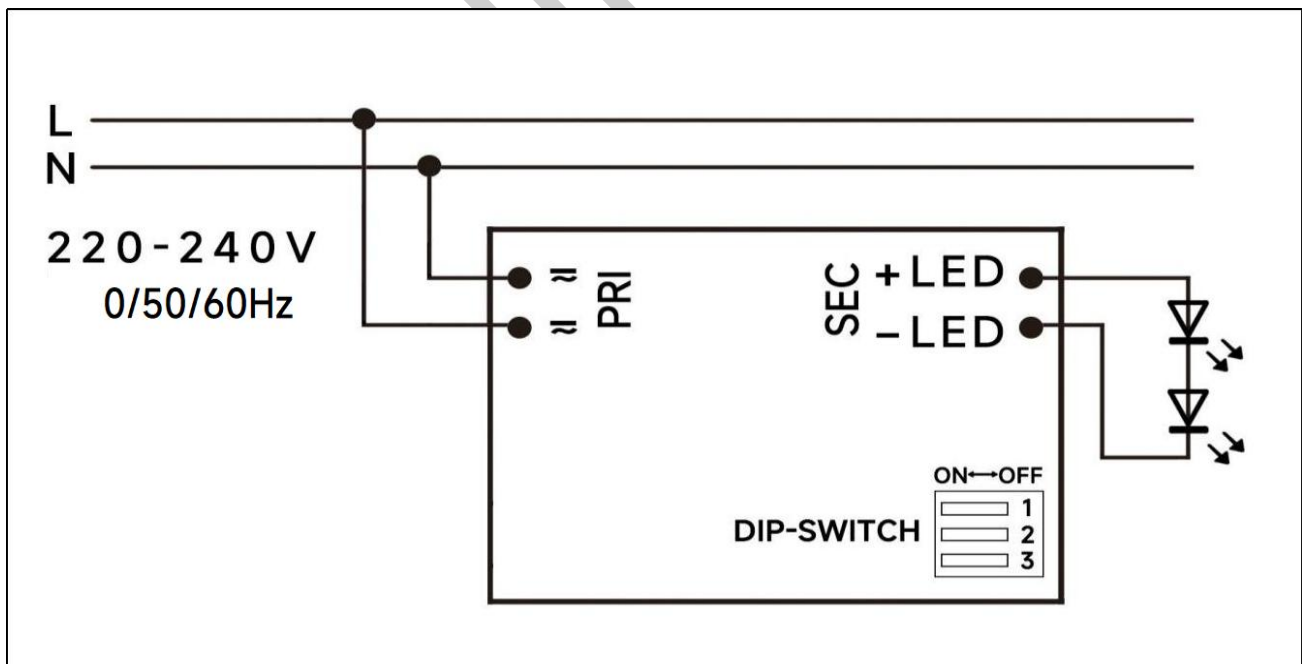 L
N
220-240V
0/50/60Hz
PRI
SEC
+LED
-LED
ON↔OFF
DIP-SWITCH
1
2
3